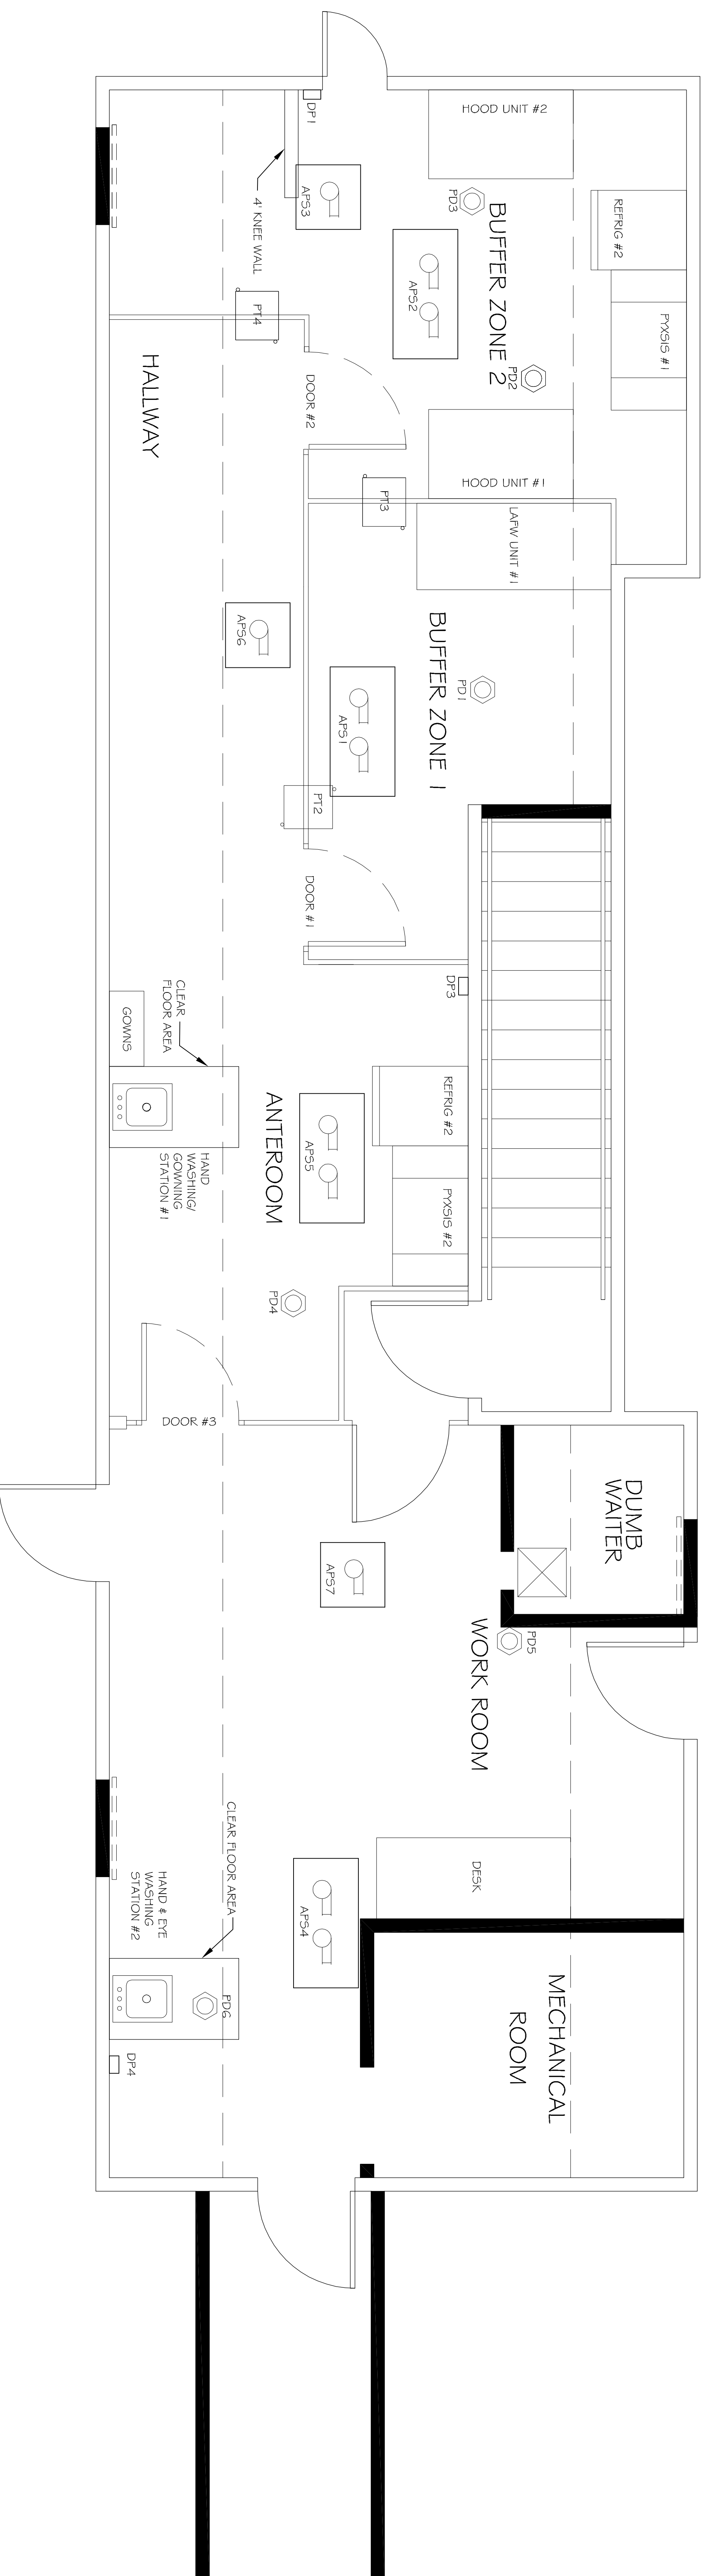 HOOD UNIT #2
DP1
APS3
4' KNEE WALL
PD3
BUFFER ZONE 2
REFRIG #2
APS2
PT4
PYXSIS #1
HALLWAY
DOOR #2
PD2
HOOD UNIT #1
PT3
LAFW UNIT #1
APS6
BUFFER ZONE 1
PD1
APS1
PT2
DOOR #1
CLEAR
FLOOR AREA
DP3
GOWNS
REFRIG #2
ANTEROOM
APS5
HAND
WASHING/
GOWNING
STATION #1
PYXSIS #2
PD4
DOOR #3
DUMB
WAITER
APS7
WORK ROOM
PD5
CLEAR FLOOR AREA
DESK
HAND & EYE
WASHING
STATION #2
APS4
MECHANICAL
ROOM
PD6
DP4